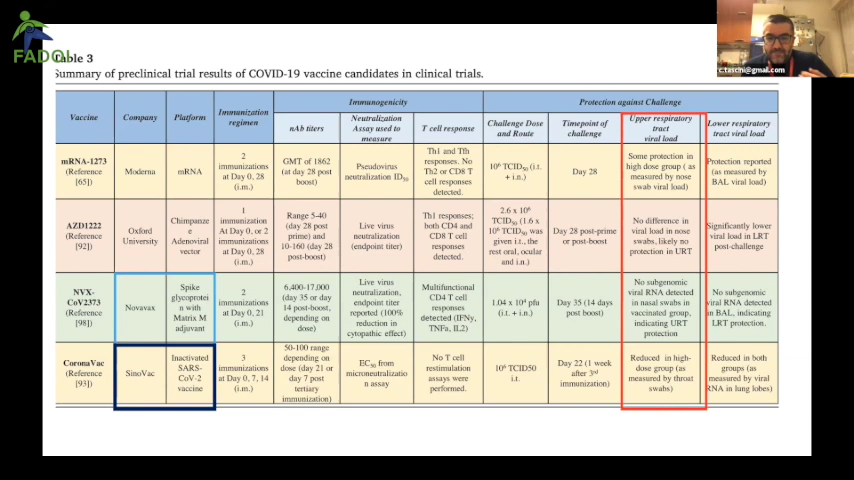 FADOI
Table 3
Summary of preclinical trial results of COVID-19 vaccine candidates in clinical trials.
c.tascini@gmail.com
Vaccine
Company
Platform
Immunization
regimen
Immunogenicity
nAb titers
Neutralization
Assay used to
measure
T cell response
Protection against Challenge
Challenge Dose
and Route
Timepoint of
challenge
Upper respiratory
tract
viral load
Lower respiratory
tract viral load
mRNA-1273
(Reference
[65])
Moderna
mRNA
2
immunizations
at Day 0, 28
(i.m.)
GMT of 1862
(at day 28 post
boost)
Pseudovirus
neutralization ID50
Th1 and Tfh
responses. No
Th2 or CD8 T
cell responses
detected.
10⁶ TCID50 (i.t.
+ i.n.)
Day 28
Some protection in
high dose group ( as
measured by nose
swab viral load)
Protection reported
(as measured by
BAL viral load)
AZD1222
(Reference
[92])
Oxford
University
Chimpanze
e
Adenoviral
vector
1
immunization
At Day 0, or 2
immunizations
at Day 0, 28
(i.m.)
Range 5-40
(day 28 post
prime) and
10-160 (day 28
post-boost)
Live virus
neutralization
(endpoint titer)
Th1 responses;
both CD4 and
CD8 T cell
responses
detected.
2.6 x 10⁶
TCID50 (1.6 x
10⁶ TCID50 was
given i.t., the
rest oral, ocular
and i.n.)
Day 28 post-prime
or post-boost
No difference in
viral load in nose
swabs, likely no
protection in URT
Significantly lower
viral load in LRT
post-challenge
NVX-
CoV2373
(Reference
[98])
Novavax
Spike
glycoprotei
n with
Matrix M
adjuvant
2
immunizations
at Day 0, 21
(i.m.)
6,400-17,000
(day 35 or day
14 post-boost,
depending on
dose)
Live virus
neutralization,
endpoint titer
reported (100%
reduction in
cytopathic effect)
Multifunctional
CD4 T cell
responses
detected (IFNγ,
TNFα, IL2)
1.04 x 10⁴ pfu
(i.t. + i.n.)
Day 35 (14 days
post boost)
No subgenomic
viral RNA detected
in nasal swabs in
vaccinated group,
indicating URT
protection
No subgenomic
viral RNA detected
in BAL, indicating
LRT protection.
CoronaVac
(Reference
[93])
SinoVac
Inactivated
SARS-
CoV-2
vaccine
3
immunizations
at Day 0, 7, 14
(i.m.)
50-100 range
depending on
dose (day 21 or
day 7 post
tertiary
immunization)
EC50 from
microneutralizatio
n assay
No T cell
restimulation
assays were
performed.
10⁶ TCID50
i.t.
Day 22 (1 week
after 3rd
immunization)
Reduced in high-
dose group (as
measured by throat
swabs)
Reduced in both
groups (as
measured by viral
RNA in lung lobes)